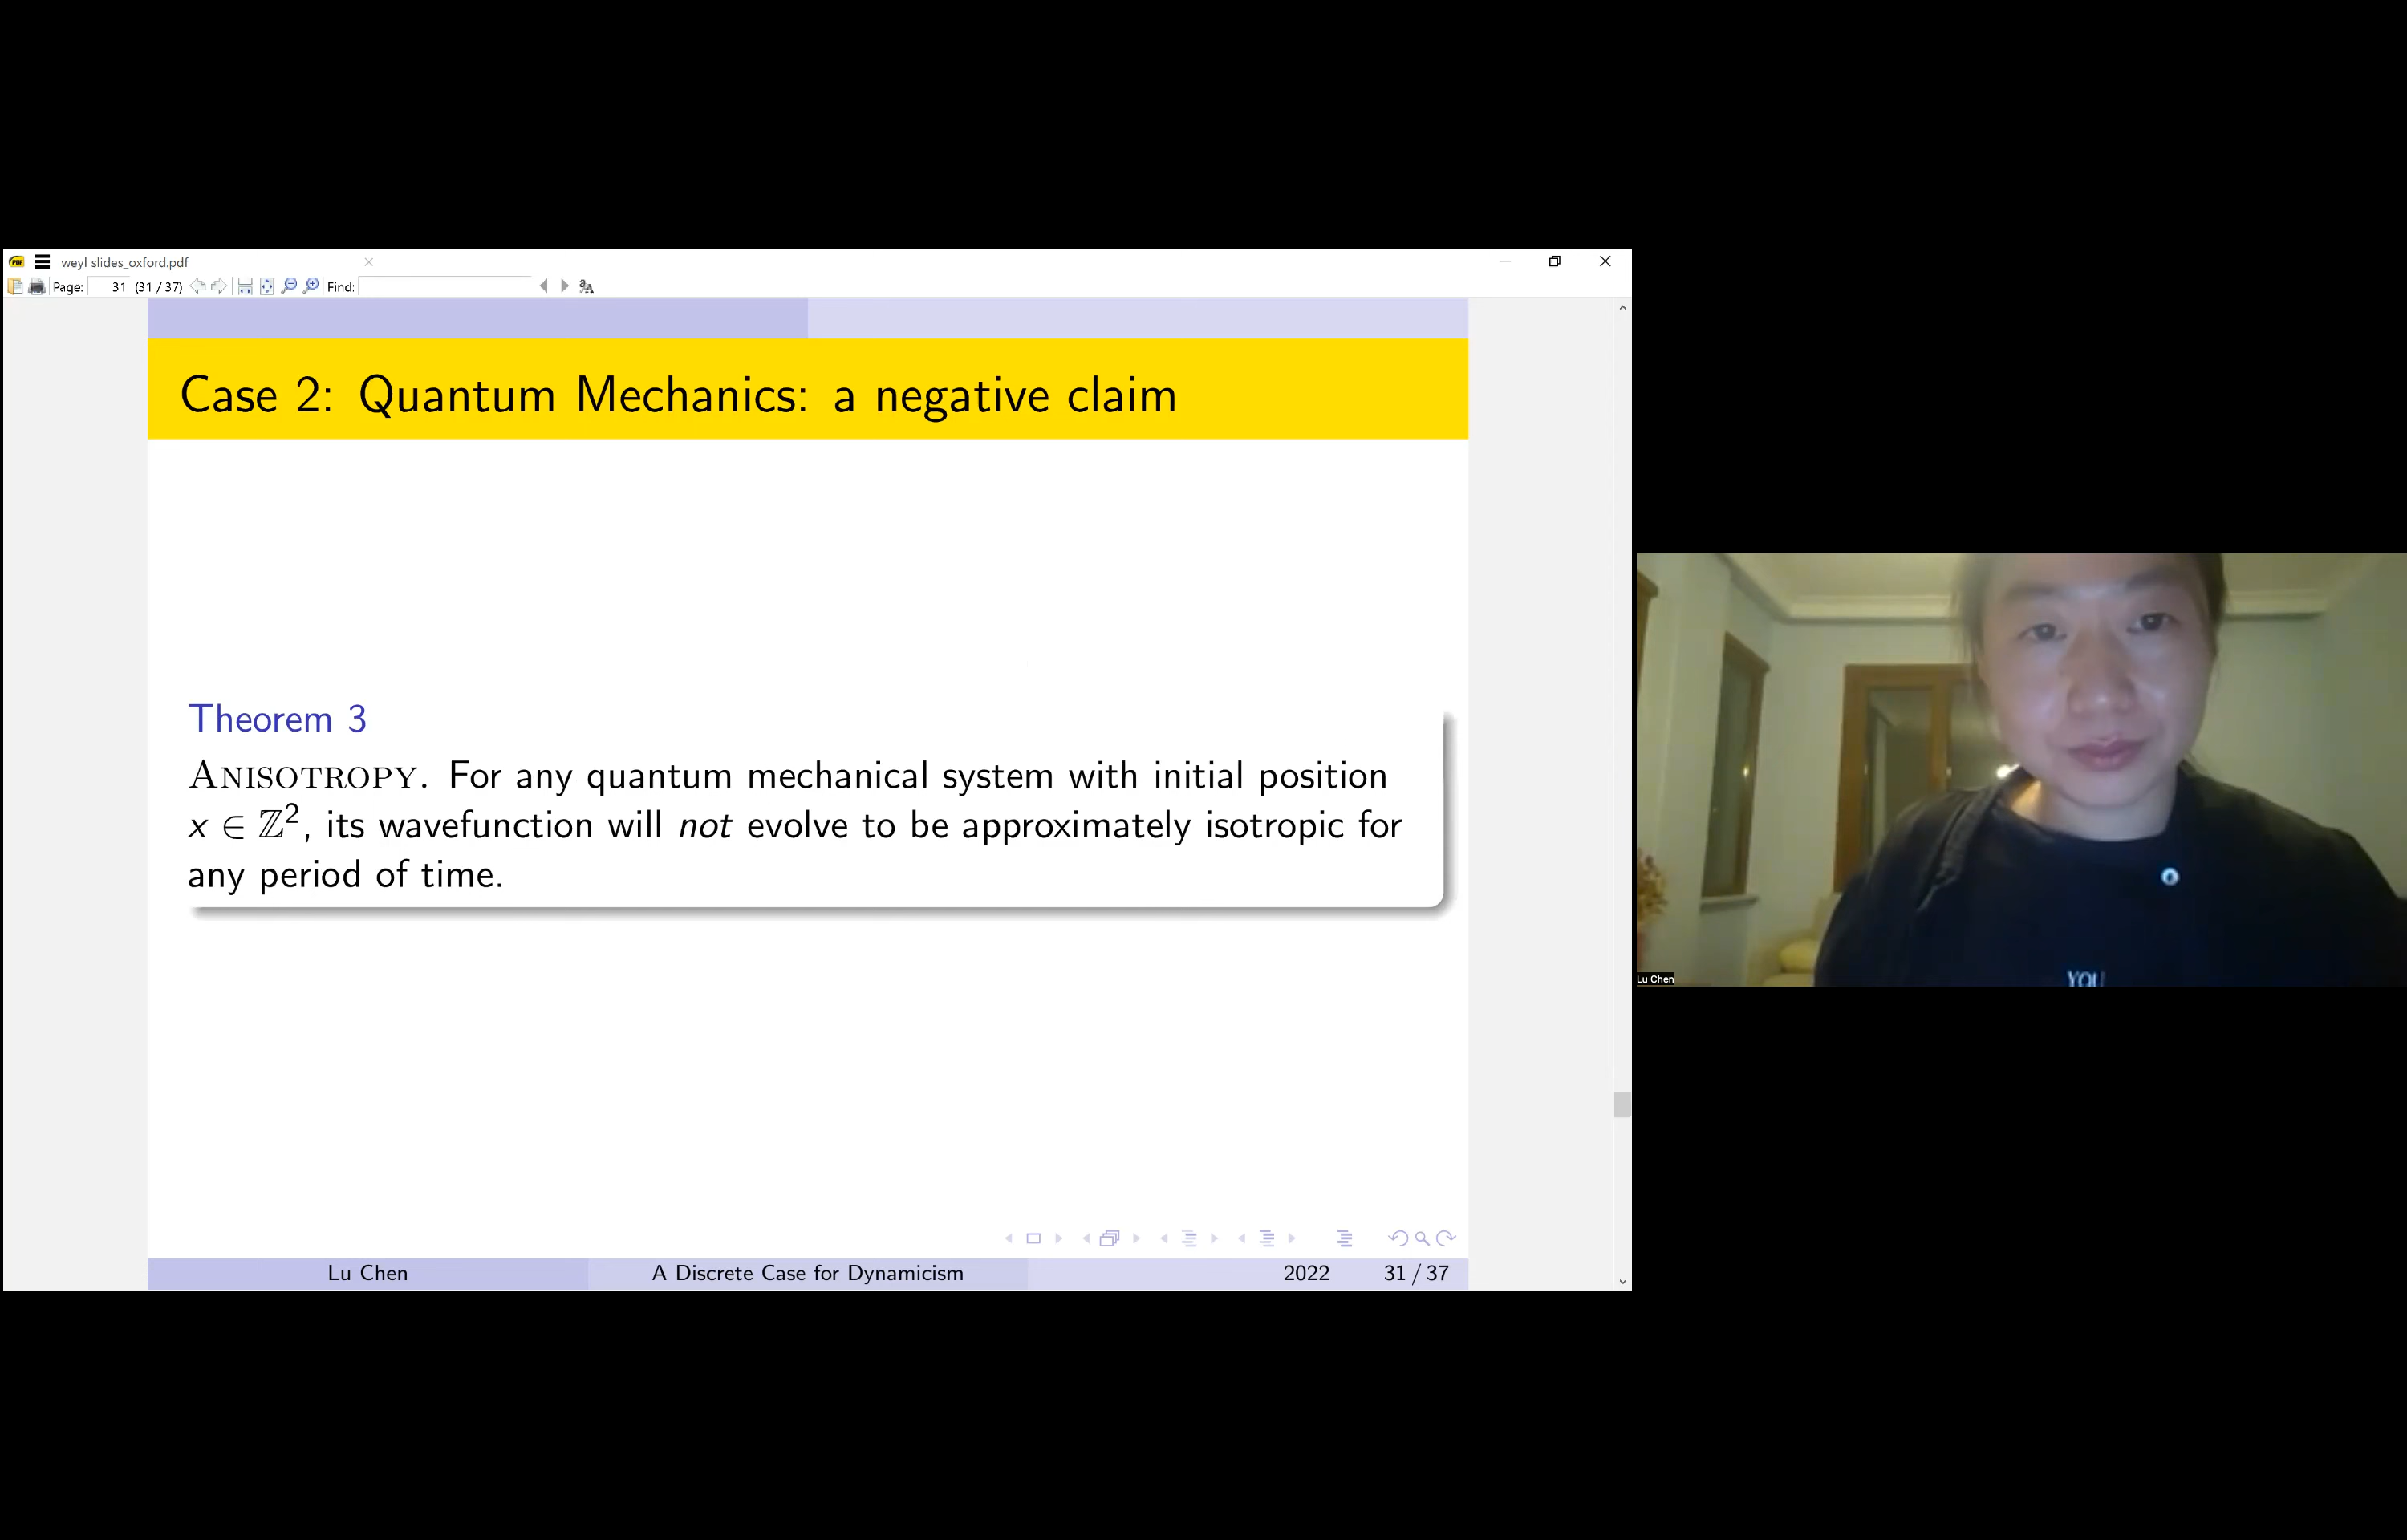 weyl slides_oxford.pdf
Page: 31 (31 / 37) Find:
Case 2: Quantum Mechanics: a negative claim
Theorem 3
ANISOTROPY. For any quantum mechanical system with initial position
x ∈ ℤ², its wavefunction will not evolve to be approximately isotropic for
any period of time.
Lu Chen A Discrete Case for Dynamicism 2022 31 / 37
YOU
Lu Chen